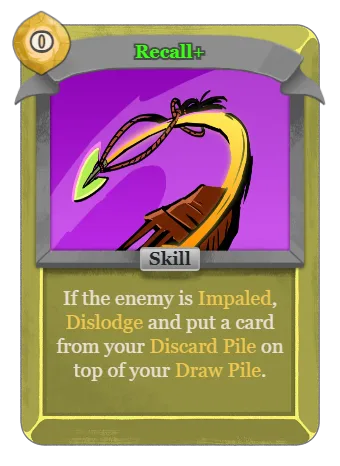 0
Recall+
Skill
If the enemy is Impaled,
Dislodge and put a card
from your Discard Pile on
top of your Draw Pile.